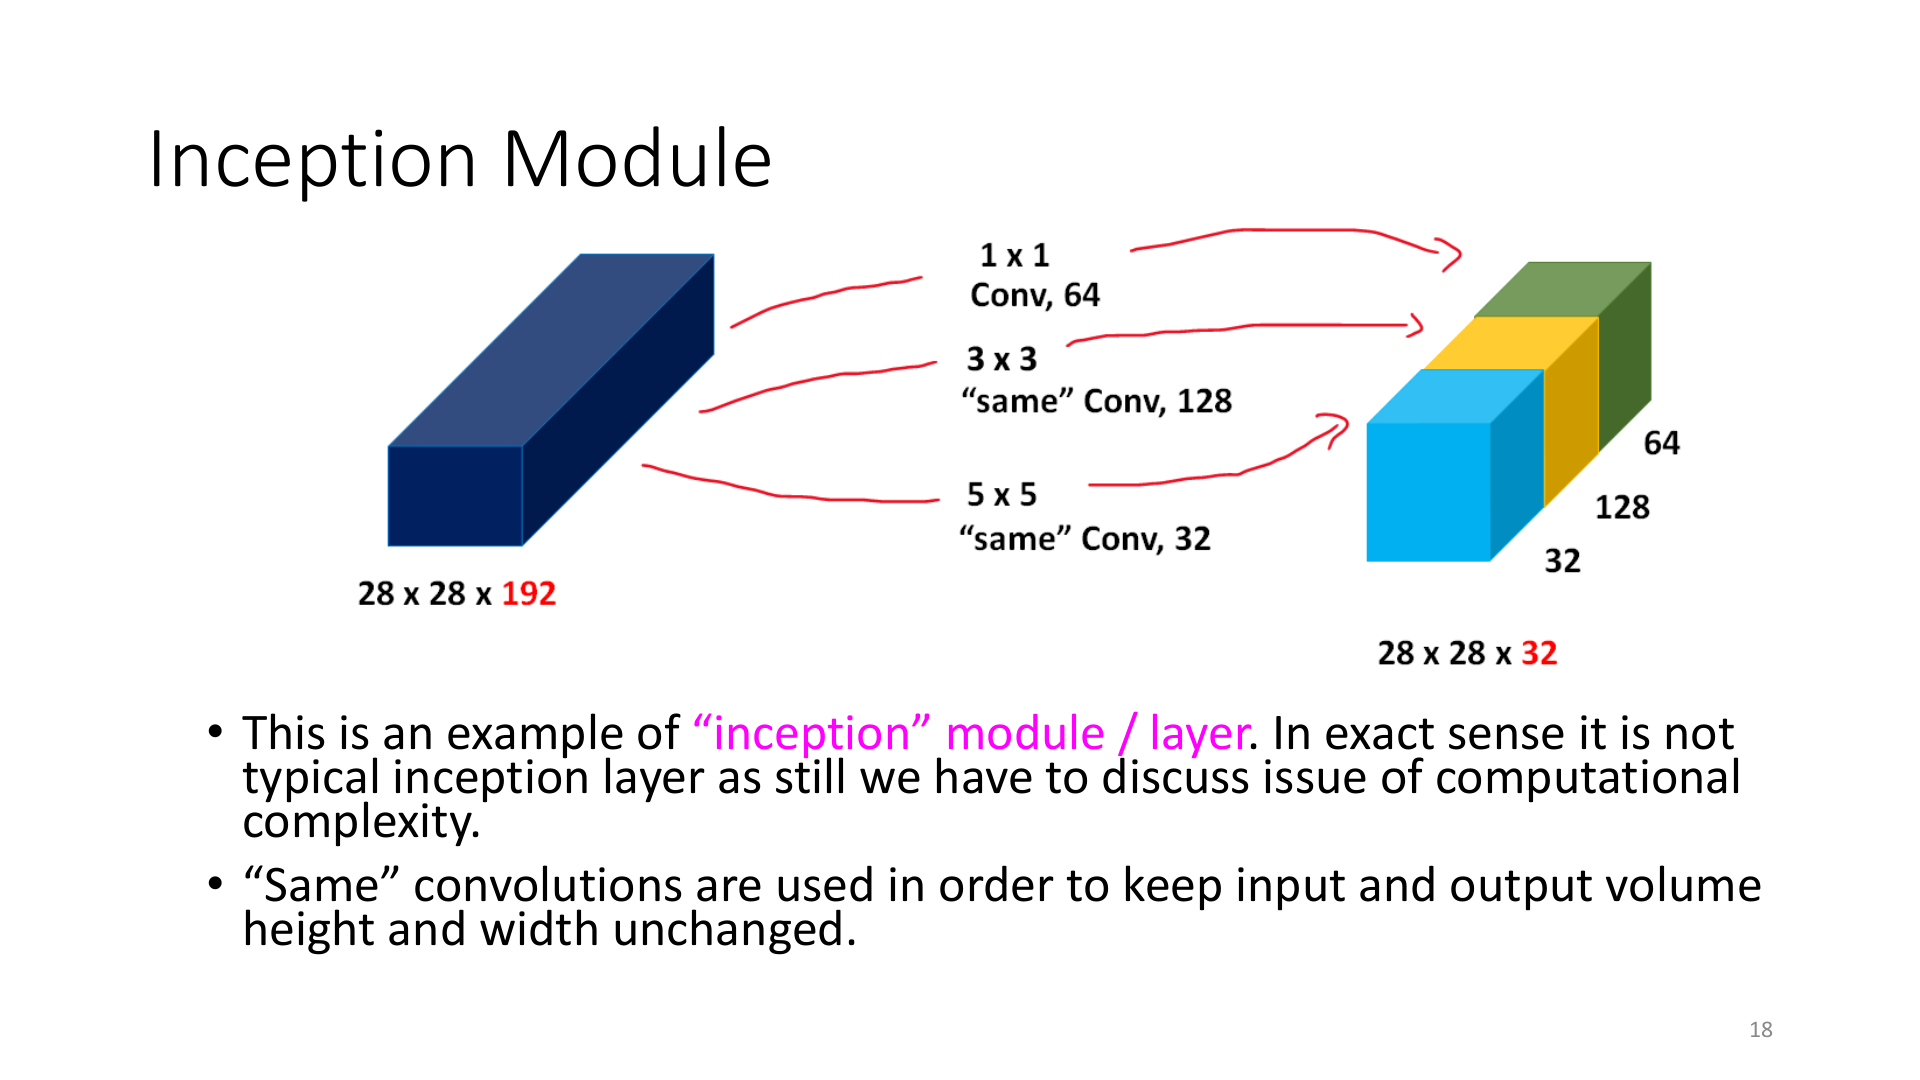 Inception Module
1 x 1
Conv, 64
3 x 3
“same” Conv, 128
5 x 5
“same” Conv, 32
64
128
32
28 x 28 x 192
28 x 28 x 32
• This is an example of “inception” module / layer. In exact sense it is not
typical inception layer as still we have to discuss issue of computational
complexity.
• “Same” convolutions are used in order to keep input and output volume
height and width unchanged.
18